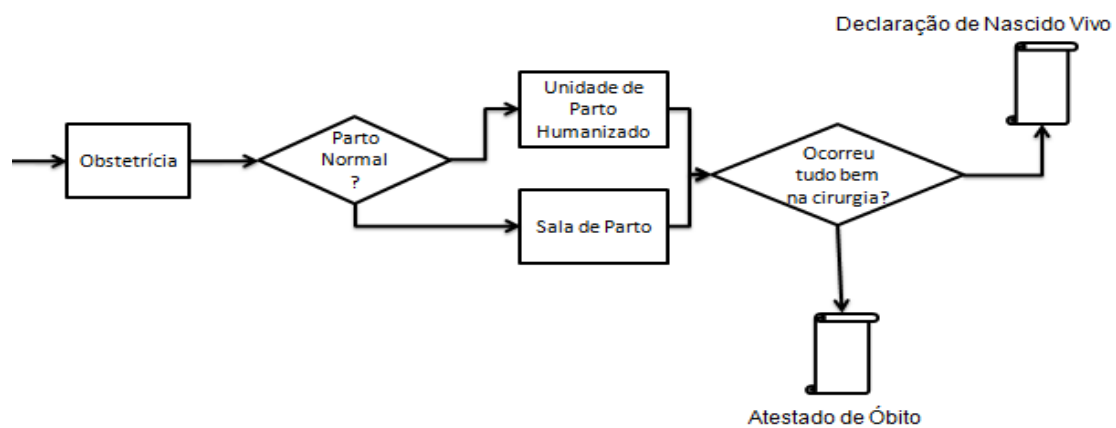 Declaração de Nascido Vivo
Obstetrícia
Parto
Normal
?
Unidade de
Parto
Humanizado
Sala de Parto
Ocorreu
tudo bem
na cirurgia?
Atestado de Óbito